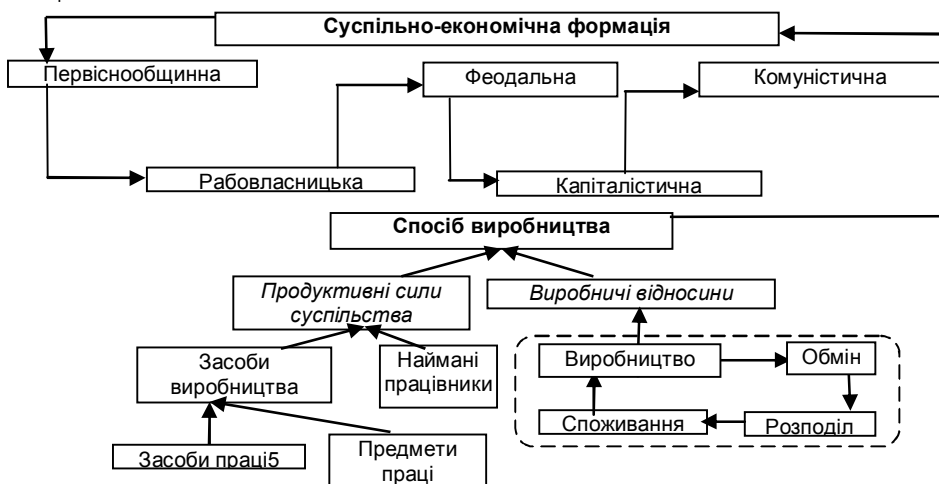 Суспільно-економічна формація
Первіснообщинна
Феодальна
Комуністична
Рабовласницька
Капіталістична
Спосіб виробництва
Продуктивні сили
суспільства
Виробничі відносини
Засоби
виробництва
Наймані
працівники
Виробництво
Обмін
Споживання
Розподіл
Засоби праці5
Предмети
праці